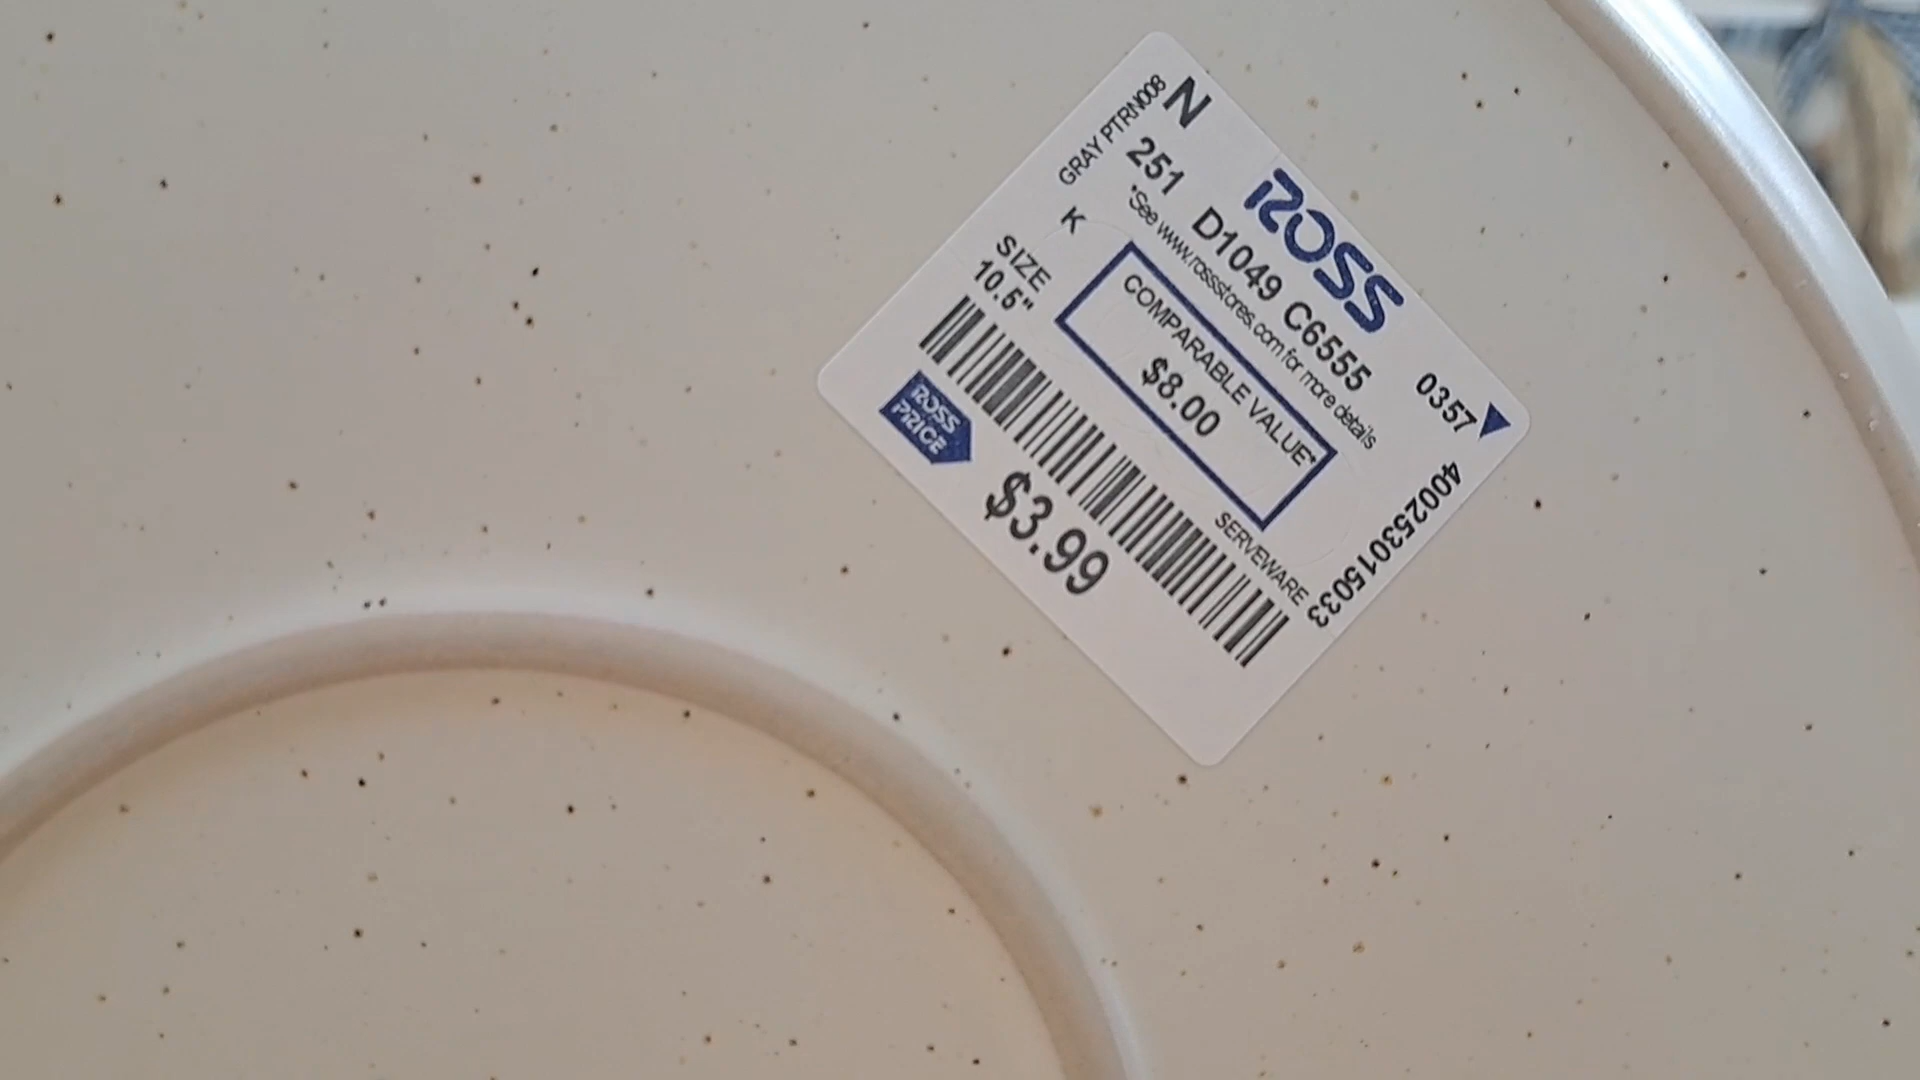 GRAY PTRN008
N
ROSS
251 D1049 C6555
0357
*See www.rossstores.com for more details
K
COMPARABLE VALUE*
$8.00
SIZE
10.5"
SERVEWARE
400253015033
ROSS
PRICE
$3.99